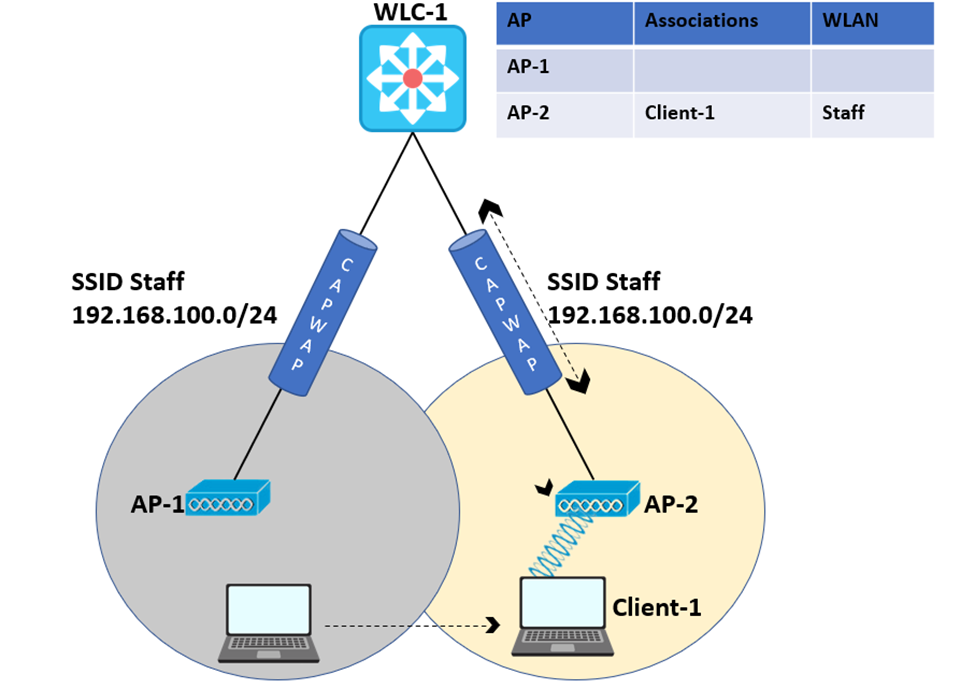 WLC-1
AP Associations WLAN
AP-1
AP-2 Client-1 Staff
SSID Staff
192.168.100.0/24
CAPWAP
SSID Staff
192.168.100.0/24
CAPWAP
AP-1
AP-2
Client-1